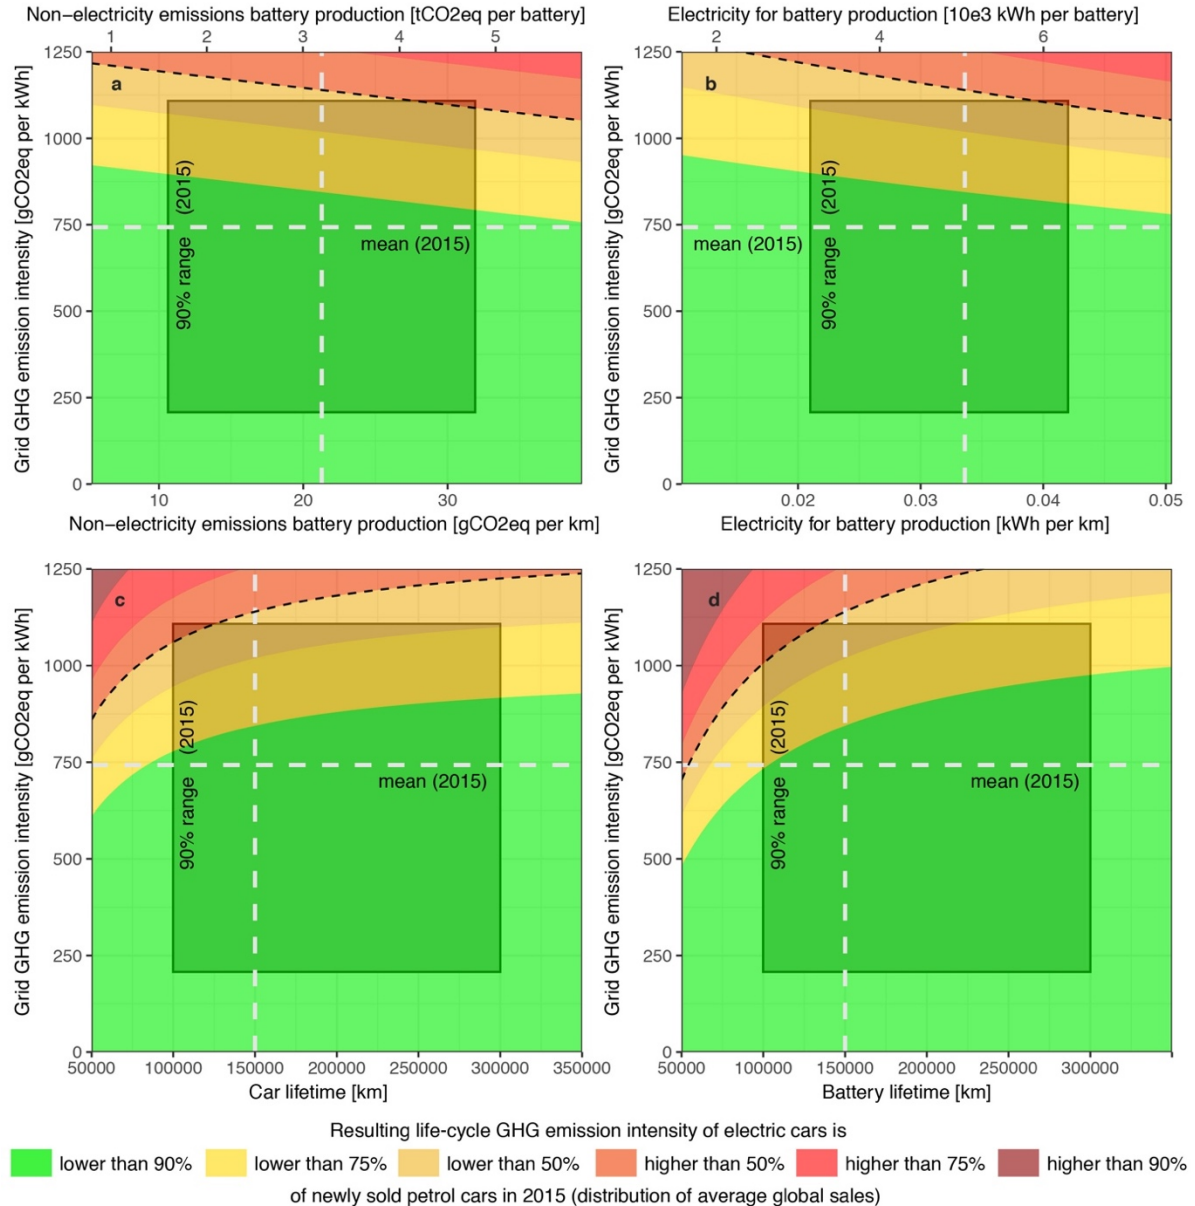 Non−electricity emissions battery production [tCO2eq per battery]
1 2 3 4 5
a
Grid GHG emission intensity [gCO2eq per kWh]
1250
1000
750
500
250
0
90% range (2015)
mean (2015)
10 20 30
Non−electricity emissions battery production [gCO2eq per km]
Electricity for battery production [10e3 kWh per battery]
2 4 6
b
Grid GHG emission intensity [gCO2eq per kWh]
1250
1000
750
500
250
0
mean (2015)
90% range (2015)
0.02 0.03 0.04 0.05
Electricity for battery production [kWh per km]
c
Grid GHG emission intensity [gCO2eq per kWh]
1250
1000
750
500
250
0
90% range (2015)
mean (2015)
50000 100000 150000 200000 250000 300000 350000
Car lifetime [km]
d
Grid GHG emission intensity [gCO2eq per kWh]
1250
1000
750
500
250
0
90% range (2015)
mean (2015)
50000 100000 150000 200000 250000 300000
Battery lifetime [km]
Resulting life−cycle GHG emission intensity of electric cars is
lower than 90% lower than 75% lower than 50% higher than 50% higher than 75% higher than 90%
of newly sold petrol cars in 2015 (distribution of average global sales)